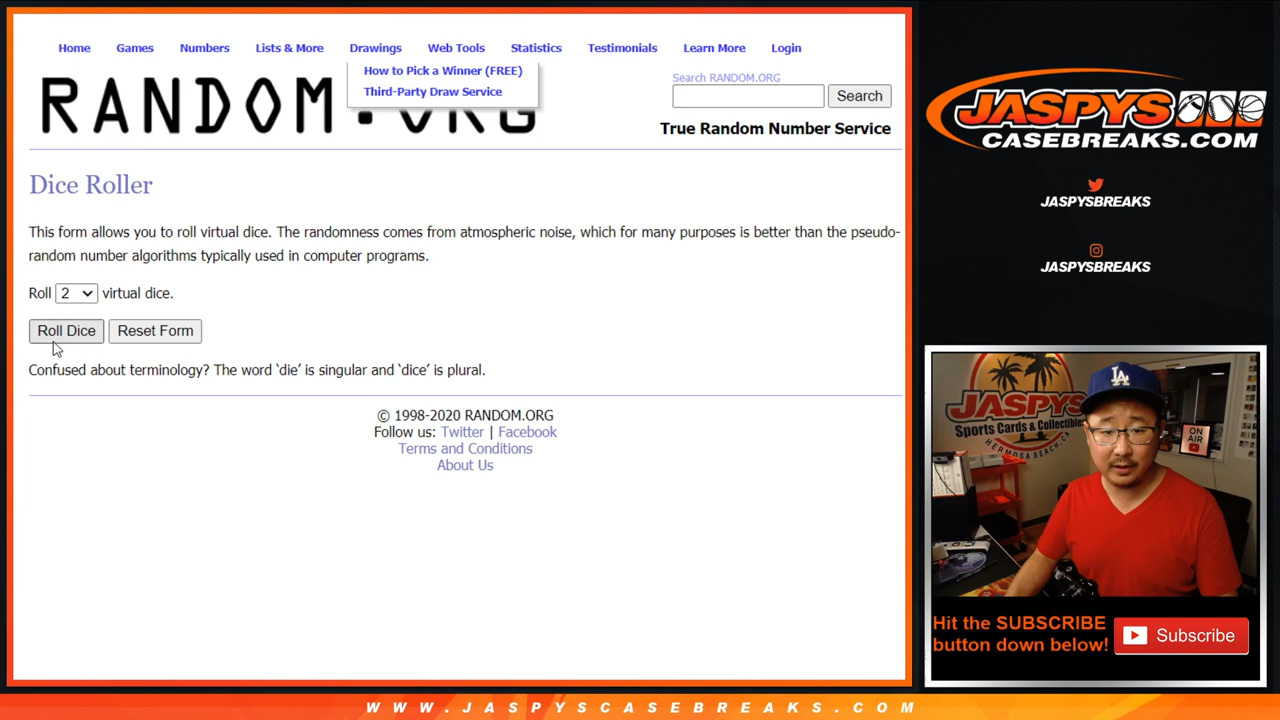 Home Games Numbers Lists & More Drawings Web Tools Statistics Testimonials Learn More Login
How to Pick a Winner (FREE)
Third-Party Draw Service
RANDOM.ORG
Search RANDOM.ORG
Search
True Random Number Service
Dice Roller
This form allows you to roll virtual dice. The randomness comes from atmospheric noise, which for many purposes is better than the pseudo-
random number algorithms typically used in computer programs.
Roll 2 virtual dice.
Roll Dice Reset Form
Confused about terminology? The word ‘die’ is singular and ‘dice’ is plural.
© 1998-2020 RANDOM.ORG
Follow us: Twitter | Facebook
Terms and Conditions
About Us
JASPYS
CASEBREAKS.COM
JASPYSBREAKS
JASPYSBREAKS
JASPYS
Sports Cards & Collectibles
HERMOSA BEACH, CA
ON
AIR
LA
Hit the SUBSCRIBE
button down below!
Subscribe
WWW.JASPYSCASEBREAKS.COM